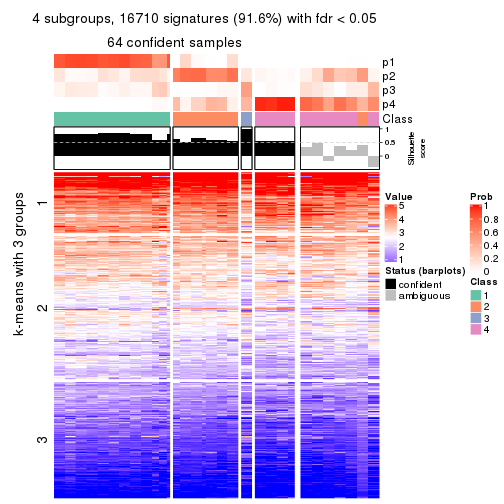 4 subgroups, 16710 signatures (91.6%) with fdr < 0.05
64 confident samples
p1
p2
p3
p4
Class
1
0.5
0
Silhouette
score
k-means with 3 groups
1
2
3
Value
5
4
3
2
1
Status (barplots)
confident
ambiguous
Prob
1
0.8
0.6
0.4
0.2
0
Class
1
2
3
4